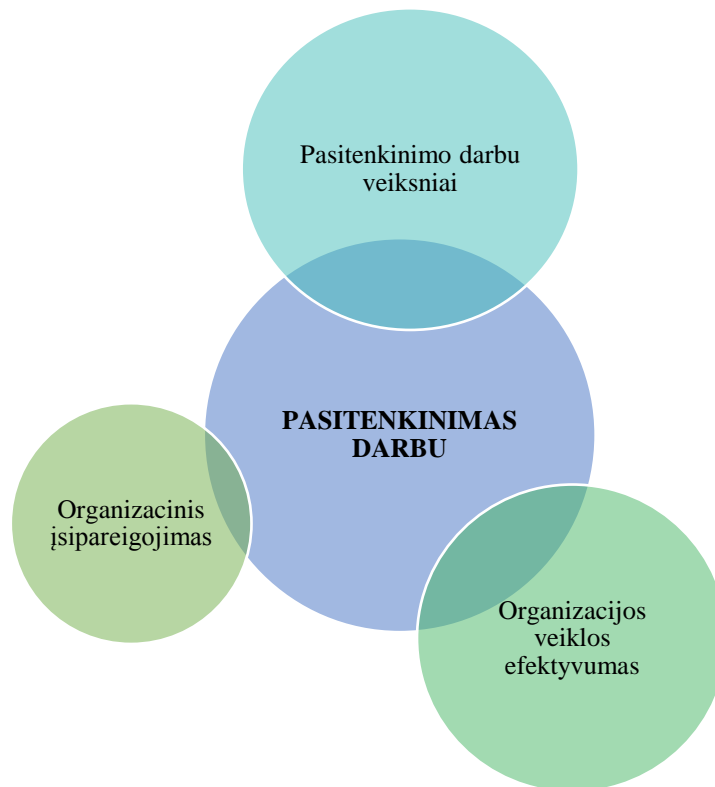 Pasitenkinimo darbu
veiksniai
PASITENKINIMAS
DARBU
Organizacinis
įsipareigojimas
Organizacijos
veiklos
efektyvumas